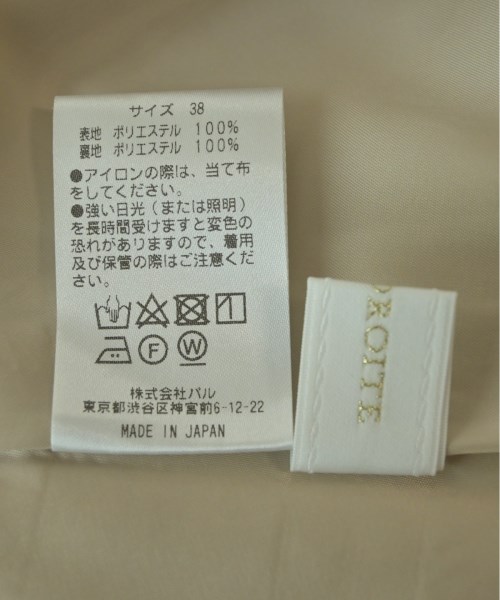 サイズ 38
表地 ポリエステル 100%
裏地 ポリエステル 100%
●アイロンの際は、当て布
をしてください。
●強い日光(または照明)
を長時間受けますと変色の
恐れがありますので、着用
及び保管の際はご注意くだ
さい。
F W
株式会社パル
東京都渋谷区神宮前6-12-22
MADE IN JAPAN
ROITE